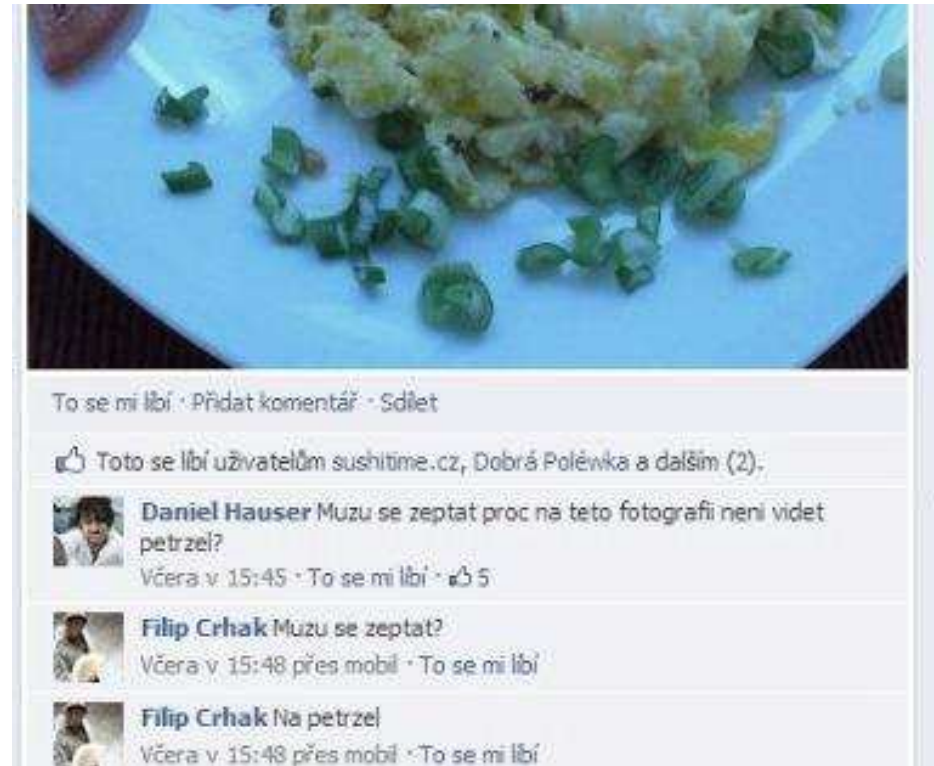 To se mi líbí · Přidat komentář · Sdílet
Toto se líbí uživatelům sushitime.cz, Dobrá Poléwka a dalším (2).
Daniel Hauser Muzu se zeptat proc na teto fotografii neni videt
petrzel?
Včera v 15:45 · To se mi líbí · 5
Filip Crhak Muzu se zeptat?
Včera v 15:48 přes mobil · To se mi líbí
Filip Crhak Na petrzel
Včera v 15:48 přes mobil · To se mi líbí